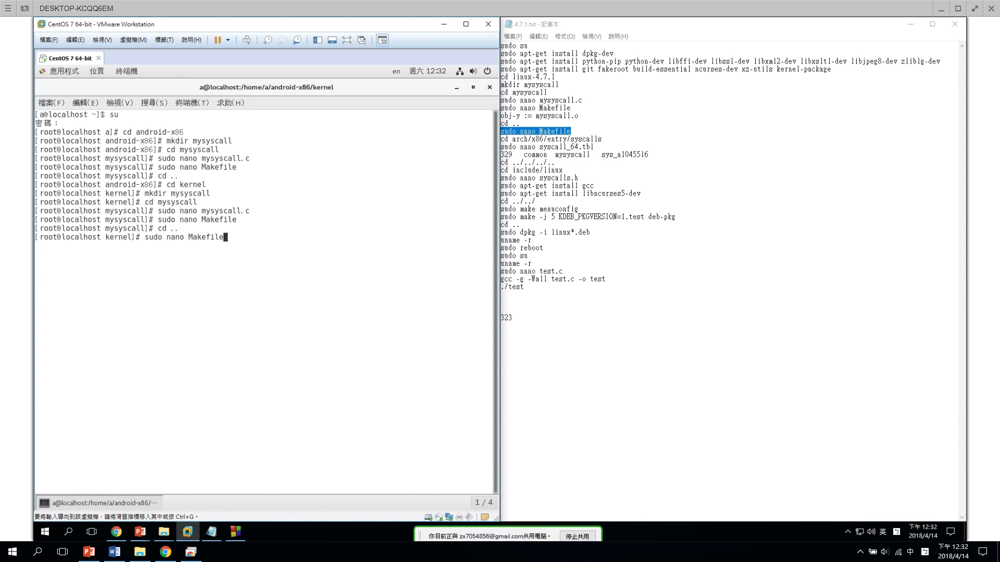 DESKTOP-KCQQ6EM
CentOS 7 64-bit - VMware Workstation
檔案(F) 編輯(E) 檢視(V) 虛擬機(M) 標籤(T) 說明(H)
CentOS 7 64-bit
應用程式 位置 終端機 en 週六 12:32
a@localhost:/home/a/android-x86/kernel
檔案(F) 編輯(E) 檢視(V) 搜尋(S) 終端機(T) 求助(H)
[a@localhost ~]$ su
密碼：
[root@localhost a]# cd android-x86
[root@localhost android-x86]# mkdir mysyscall
[root@localhost android-x86]# cd mysyscall
[root@localhost mysyscall]# sudo nano mysyscall.c
[root@localhost mysyscall]# sudo nano Makefile
[root@localhost mysyscall]# cd ..
[root@localhost android-x86]# cd kernel
[root@localhost kernel]# mkdir mysyscall
[root@localhost kernel]# cd mysyscall
[root@localhost mysyscall]# sudo nano mysyscall.c
[root@localhost mysyscall]# sudo nano Makefile
[root@localhost mysyscall]# cd ..
[root@localhost kernel]# sudo nano Makefile
a@localhost:/home/a/android-x86/⋯
1 / 4
要將輸入導向到該虛擬機，請將滑鼠指標移入其中或按 Ctrl+G。
4.7.1.txt - 記事本
檔案(F) 編輯(E) 格式(O) 檢視(V) 說明(H)
sudo su
sudo apt-get install dpkg-dev
sudo apt-get install python-pip python-dev libffi-dev libssl-dev libxml2-dev libxslt1-dev libjpeg8-dev zlib1g-dev
sudo apt-get install git fakeroot build-essential ncurses-dev xz-utils kernel-package
cd linux-4.7.1
mkdir mysyscall
cd mysyscall
sudo nano mysyscall.c
sudo nano Makefile
obj-y := mysyscall.o
cd ..
sudo nano Makefile
cd arch/x86/entry/syscalls
sudo nano syscall_64.tbl
329 common mysyscall sys_a1045516
cd ../../../..
cd include/linux
sudo nano syscalls.h
sudo apt-get install gcc
sudo apt-get install libncurses5-dev
cd ../../
sudo make menuconfig
sudo make -j 5 KDEB_PKGVERSION=1.test deb-pkg
cd ..
sudo dpkg -i linux*.deb
uname -r
sudo reboot
sudo su
uname -r
sudo nano test.c
gcc -g -Wall test.c -o test
./test
323
你目前正與 zx7054856@gmail.com共用電腦。 停止共用
英 下午 12:32
2018/4/14
中 下午 12:32
2018/4/14